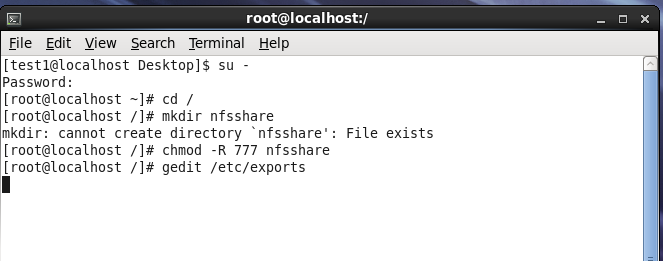 root@localhost:/
File Edit View Search Terminal Help
[test1@localhost Desktop]$ su -
Password:
[root@localhost ~]# cd /
[root@localhost /]# mkdir nfsshare
mkdir: cannot create directory `nfsshare': File exists
[root@localhost /]# chmod -R 777 nfsshare
[root@localhost /]# gedit /etc/exports